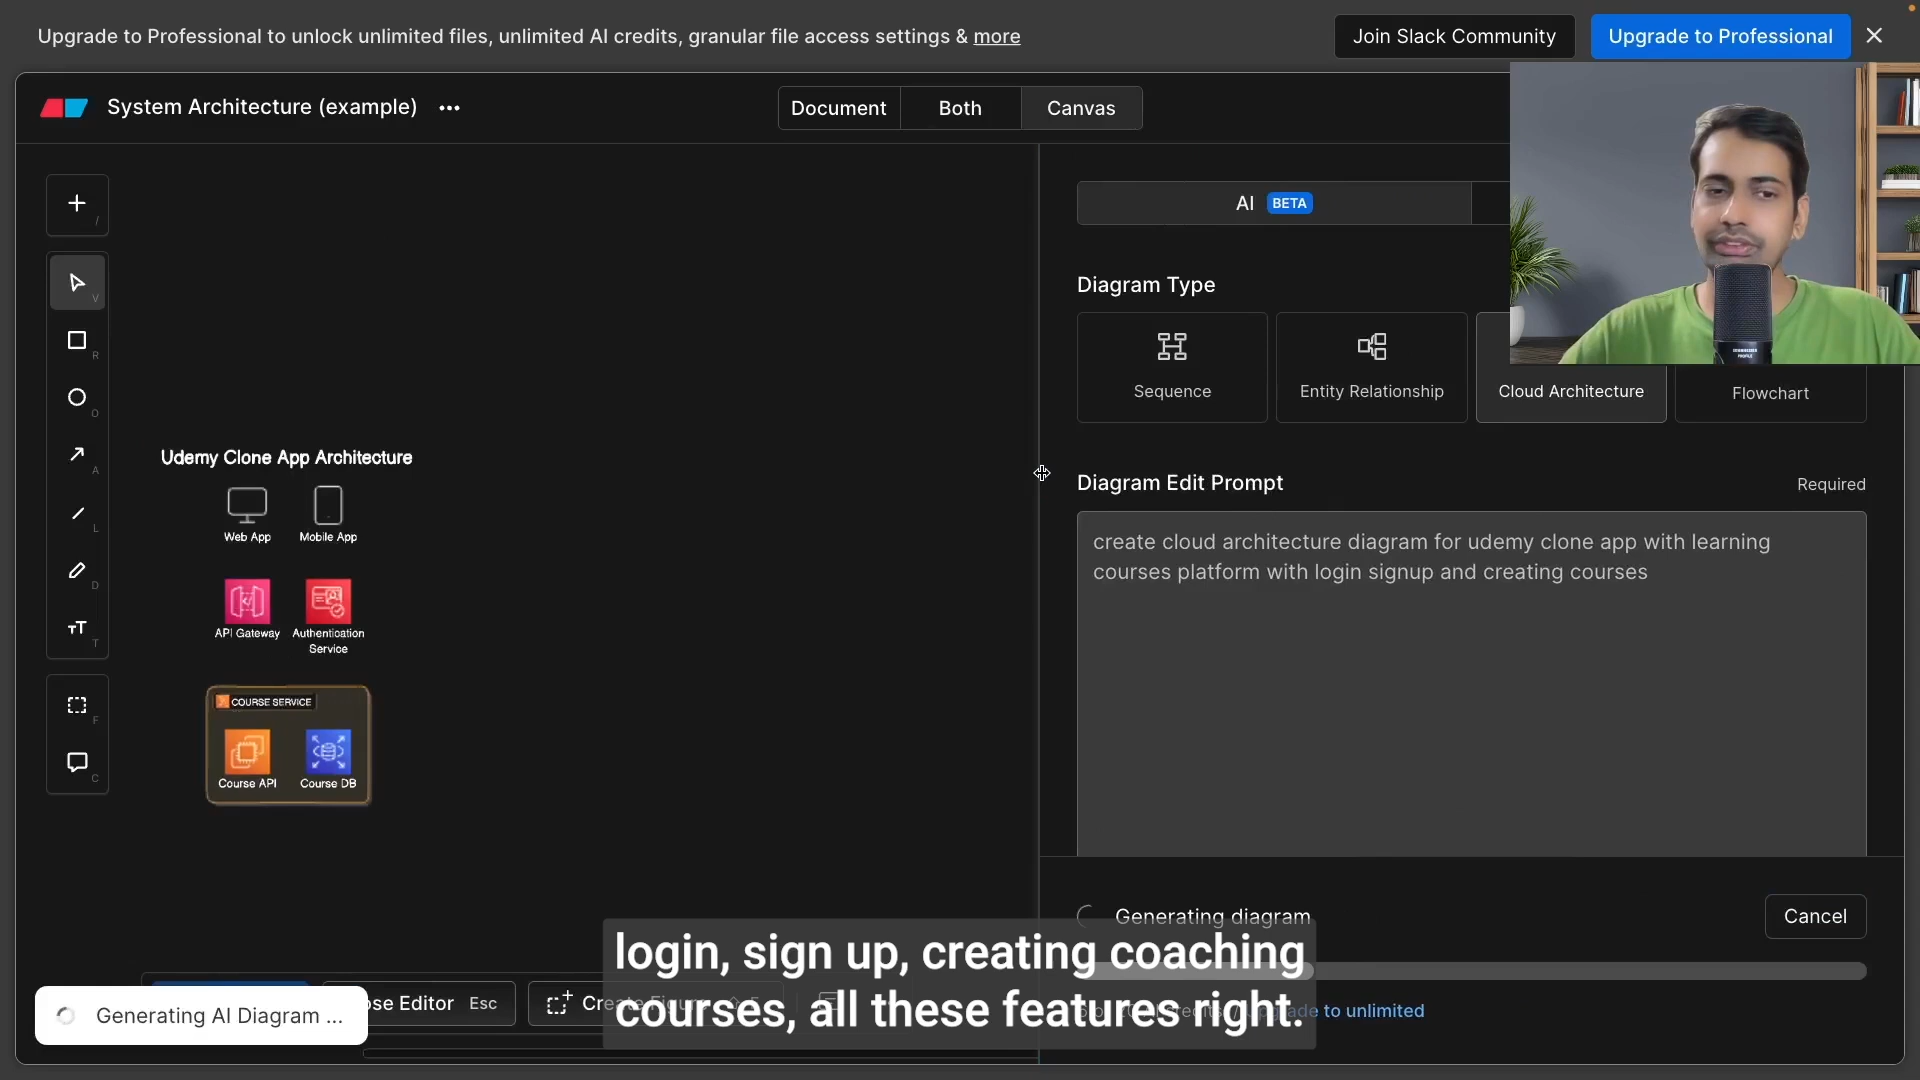 Upgrade to Professional to unlock unlimited files, unlimited AI credits, granular file access settings & more
Join Slack Community
Upgrade to Professional
System Architecture (example)
Document
Both
Canvas
AI BETA
Diagram Type
Sequence
Entity Relationship
Cloud Architecture
Flowchart
Diagram Edit Prompt
Required
create cloud architecture diagram for udemy clone app with learning
courses platform with login signup and creating courses
/
V
R
O
A
L
D
T
F
C
Udemy Clone App Architecture
Web App
Mobile App
API Gateway
Authentication
Service
COURSE SERVICE
Course API
Course DB
Generating diagram
Cancel
login, sign up, creating coaching
courses, all these features right.
to unlimited
Editor Esc
Generating AI Diagram ...